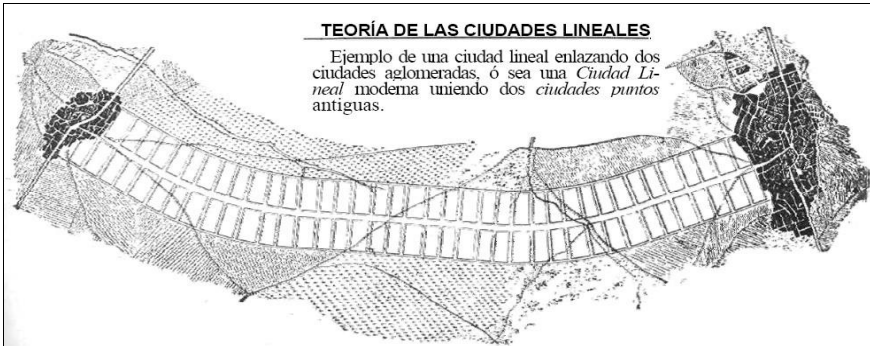 TEORÍA DE LAS CIUDADES LINEALES
Ejemplo de una ciudad lineal enlazando dos
ciudades aglomeradas, ó sea una Ciudad Li-
neal moderna uniendo dos ciudades puntos
antiguas.